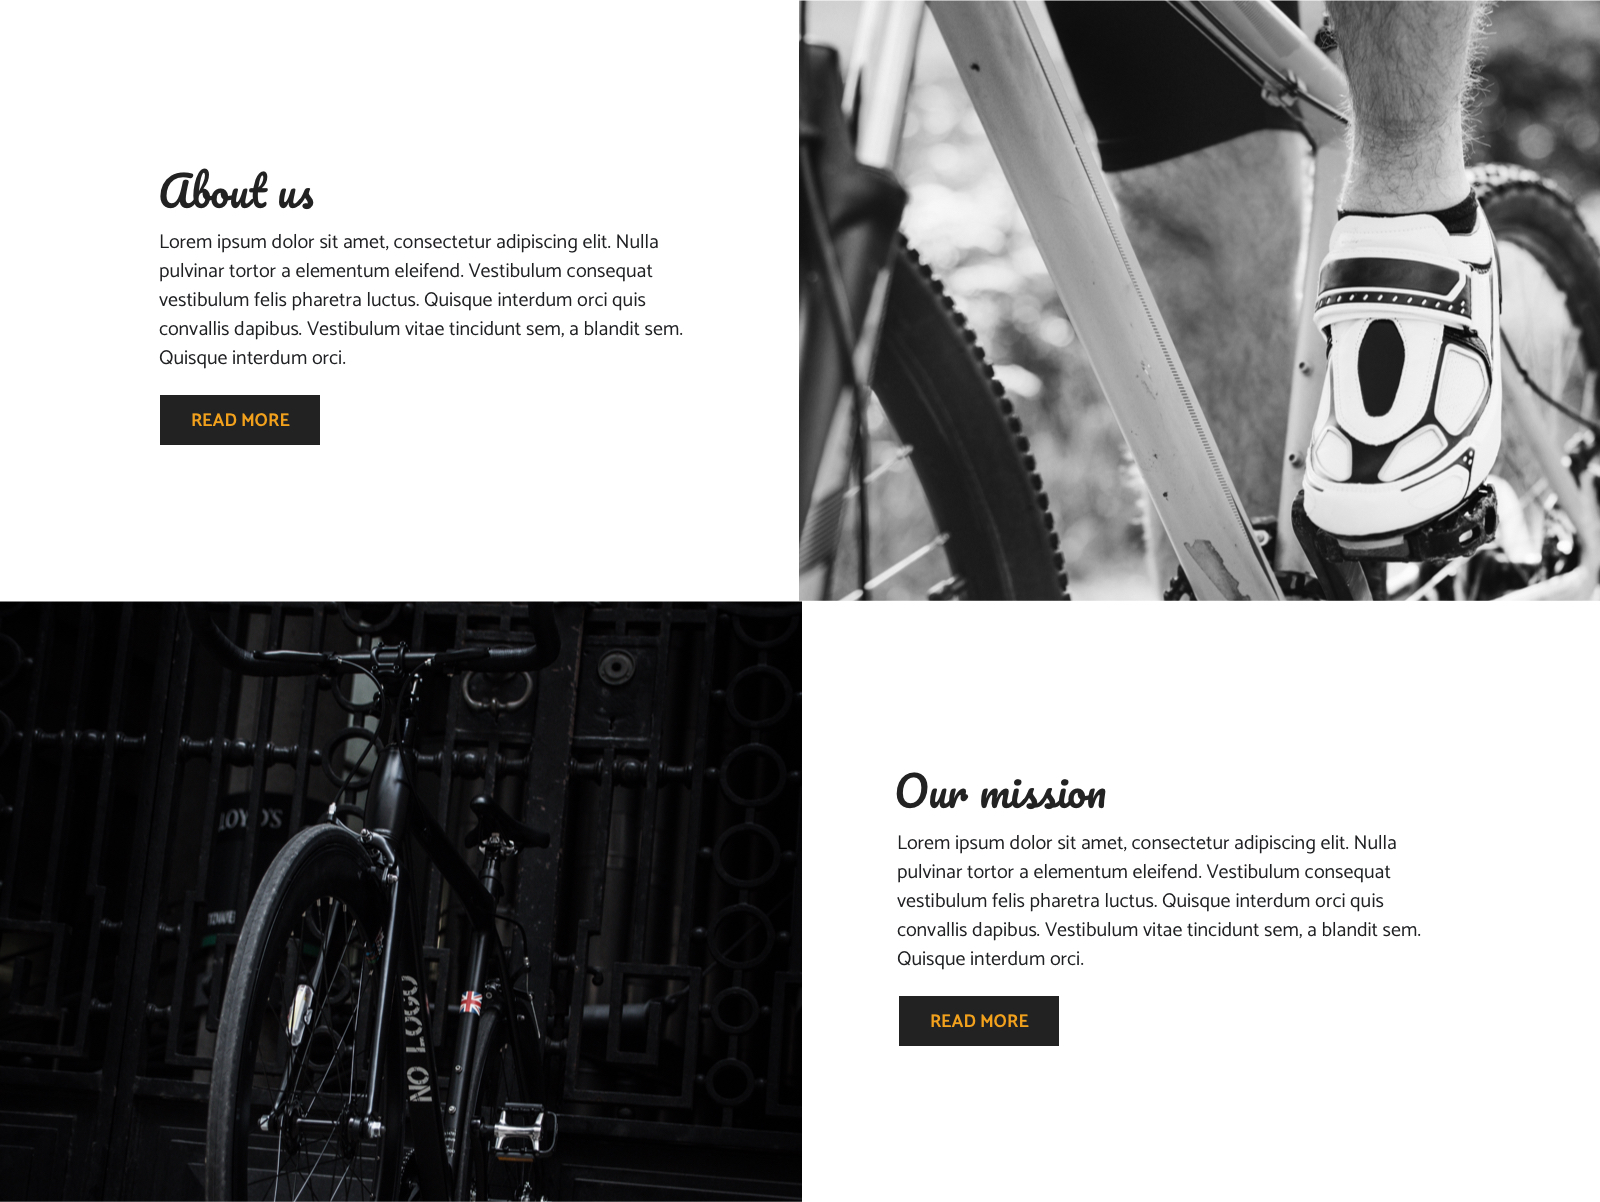 About us
Lorem ipsum dolor sit amet, consectetur adipiscing elit. Nulla
pulvinar tortor a elementum eleifend. Vestibulum consequat
vestibulum felis pharetra luctus. Quisque interdum orci quis
convallis dapibus. Vestibulum vitae tincidunt sem, a blandit sem.
Quisque interdum orci.
READ MORE
LOYD'S
NO LOGO
Our mission
Lorem ipsum dolor sit amet, consectetur adipiscing elit. Nulla
pulvinar tortor a elementum eleifend. Vestibulum consequat
vestibulum felis pharetra luctus. Quisque interdum orci quis
convallis dapibus. Vestibulum vitae tincidunt sem, a blandit sem.
Quisque interdum orci.
READ MORE